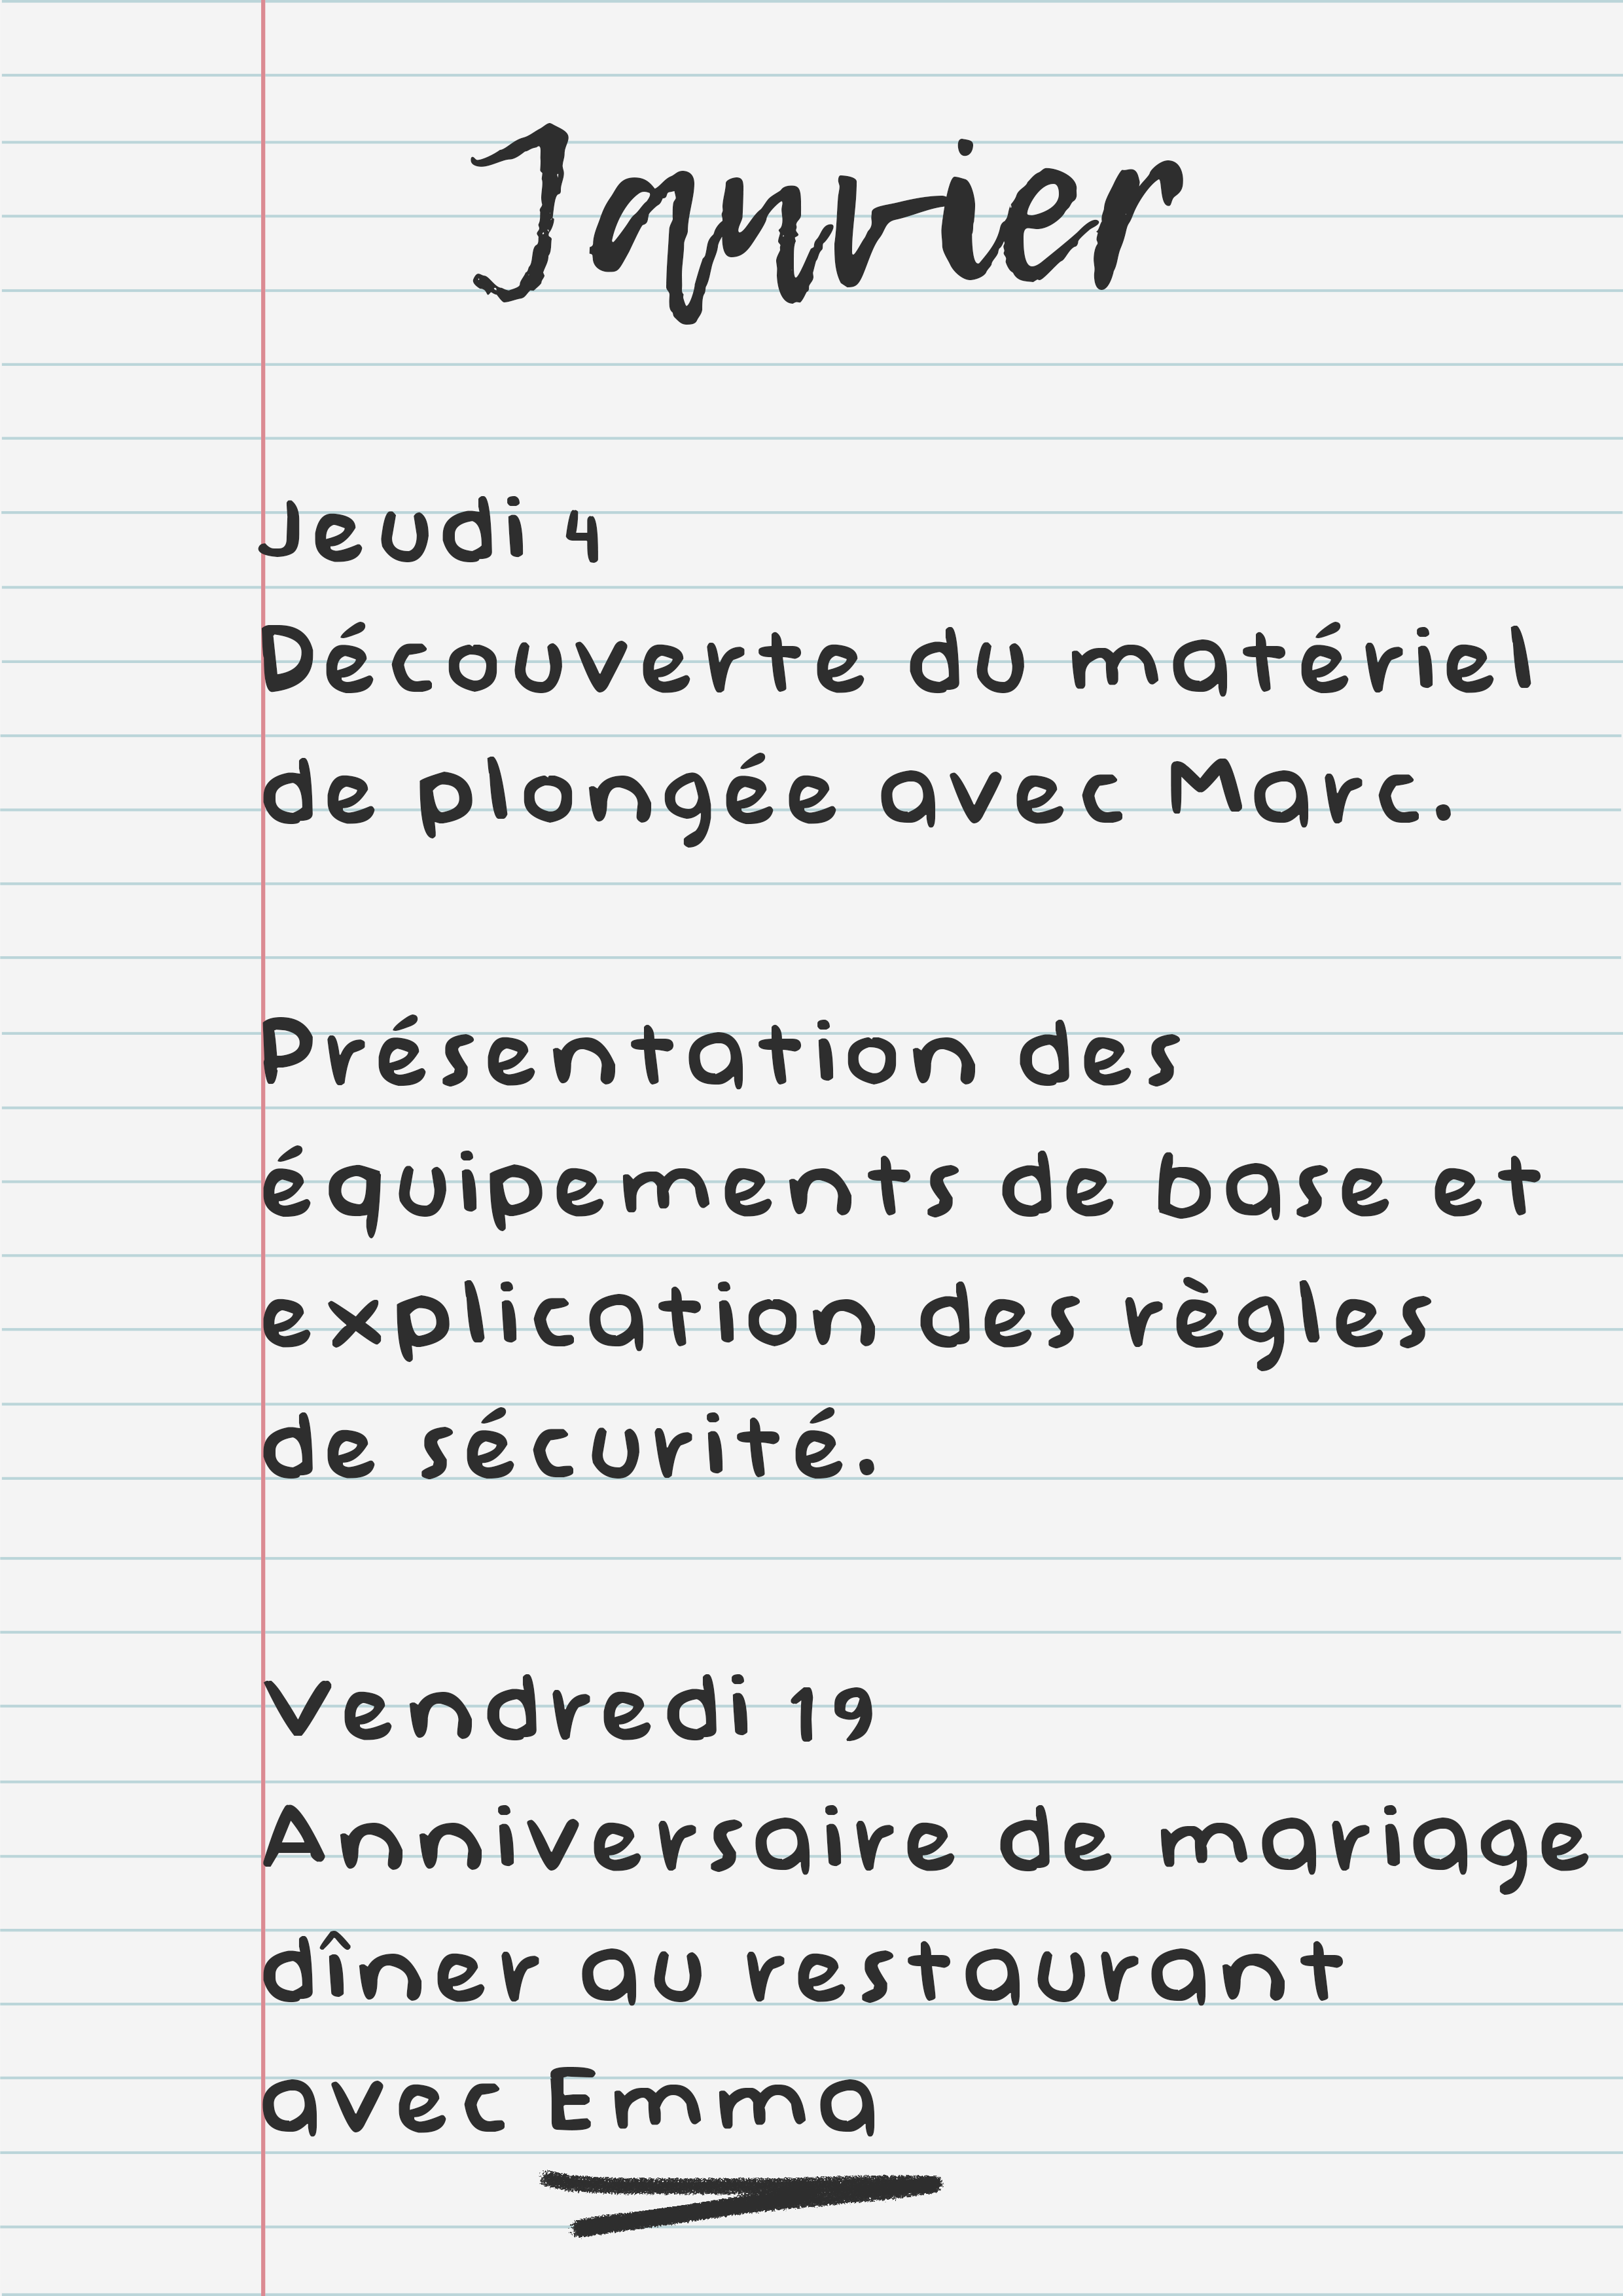 Janvier
Jeudi 4
Découverte du matériel
de plongée avec Marc.
Présentation des
équipements de base et
explication des règles
de sécurité.
Vendredi 19
Anniversaire de mariage
dîner au restaurant
avec Emma